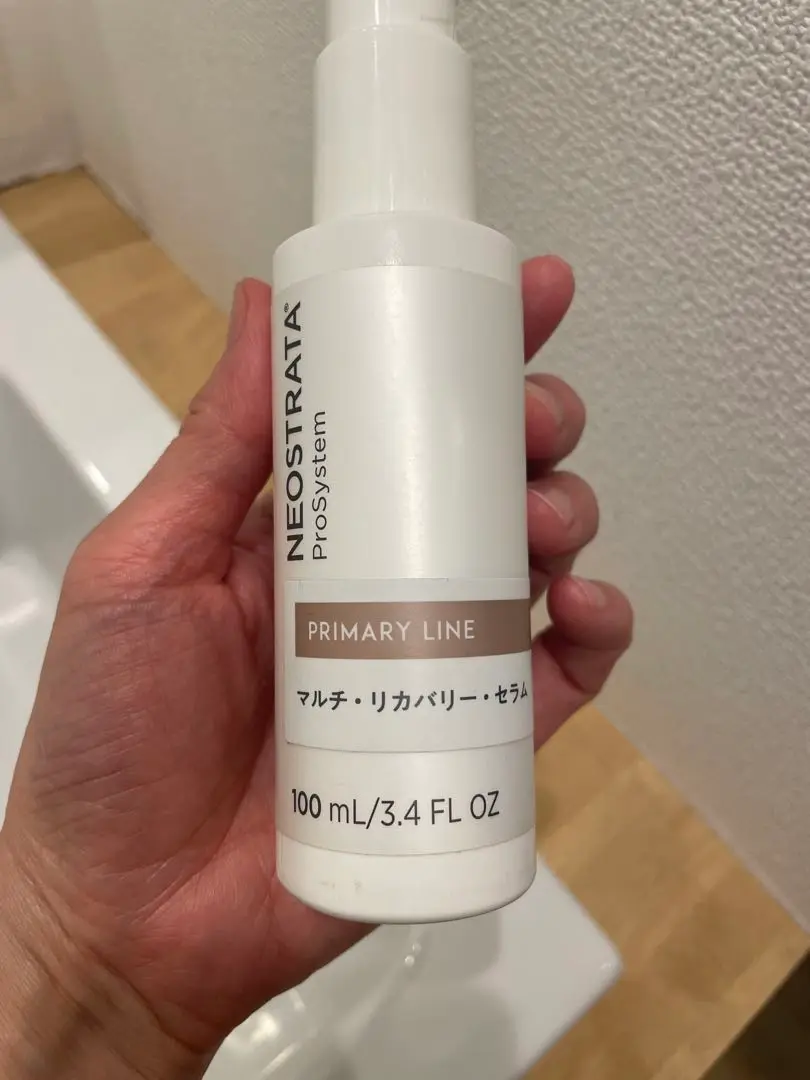 NEOSTRATA®
ProSystem
PRIMARY LINE
マルチ・リカバリー・セラム
100 mL/3.4 FL OZ